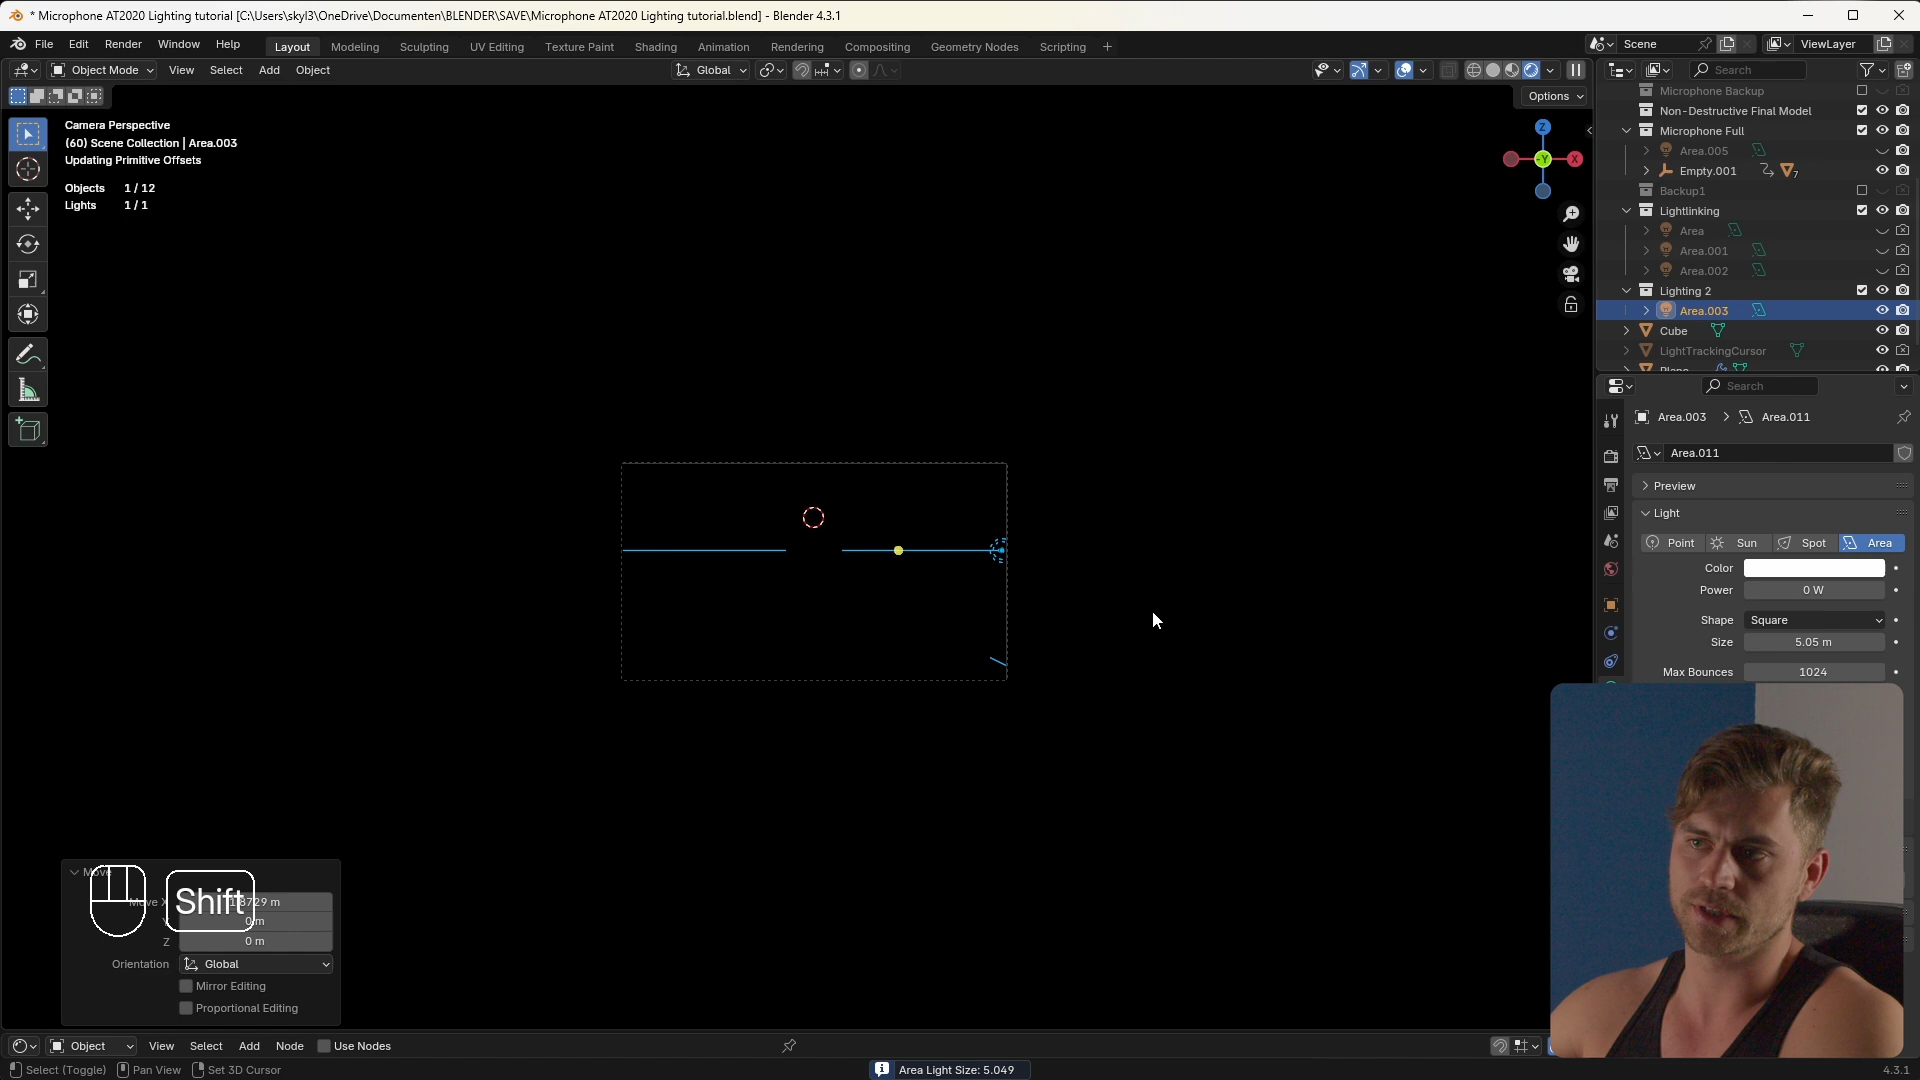 * Microphone AT2020 Lighting tutorial [C:\Users\skyl3\OneDrive\Documenten\BLENDER\SAVE\Microphone AT2020 Lighting tutorial.blend] - Blender 4.3.1
File Edit Render Window Help
Layout Modeling Sculpting UV Editing Texture Paint Shading Animation Rendering Compositing Geometry Nodes Scripting +
Scene
ViewLayer
Object Mode View Select Add Object
Global
Search
Options
Camera Perspective
(60) Scene Collection | Area.003
Updating Primitive Offsets
Objects 1 / 12
Lights 1 / 1
Z
-Y
X
Microphone Backup
Non-Destructive Final Model
Microphone Full
Area.005
Empty.001
7
Backup1
Lightlinking
Area
Area.001
Area.002
Lighting 2
Area.003
Cube
LightTrackingCursor
Search
Area.003 > Area.011
Area.011
Preview
Light
Point Sun Spot Area
Color
Power 0 W
Shape Square
Size 5.05 m
Max Bounces 1024
Move
Move X
Shift
Y 0 m
Z 0 m
Orientation Global
Mirror Editing
Proportional Editing
Object View Select Add Node Use Nodes
Select (Toggle) Pan View Set 3D Cursor
Area Light Size: 5.049
4.3.1